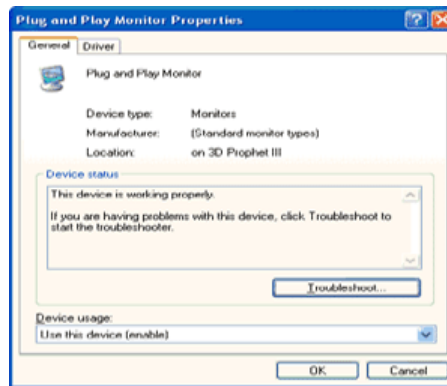 Plug and Play Monitor Properties
General
Driver
Plug and Play Monitor
Device type: Monitors
Manufacturer: (Standard monitor types)
Location: on 3D Prophet III
Device status
This device is working properly.
If you are having problems with this device, click Troubleshoot to
start the troubleshooter.
Troubleshoot...
Device usage:
Use this device (enable)
OK
Cancel